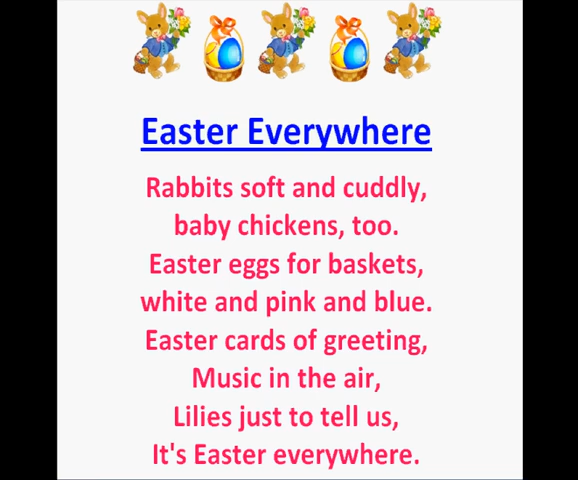 Easter Everywhere
Rabbits soft and cuddly,
baby chickens, too.
Easter eggs for baskets,
white and pink and blue.
Easter cards of greeting,
Music in the air,
Lilies just to tell us,
It's Easter everywhere.